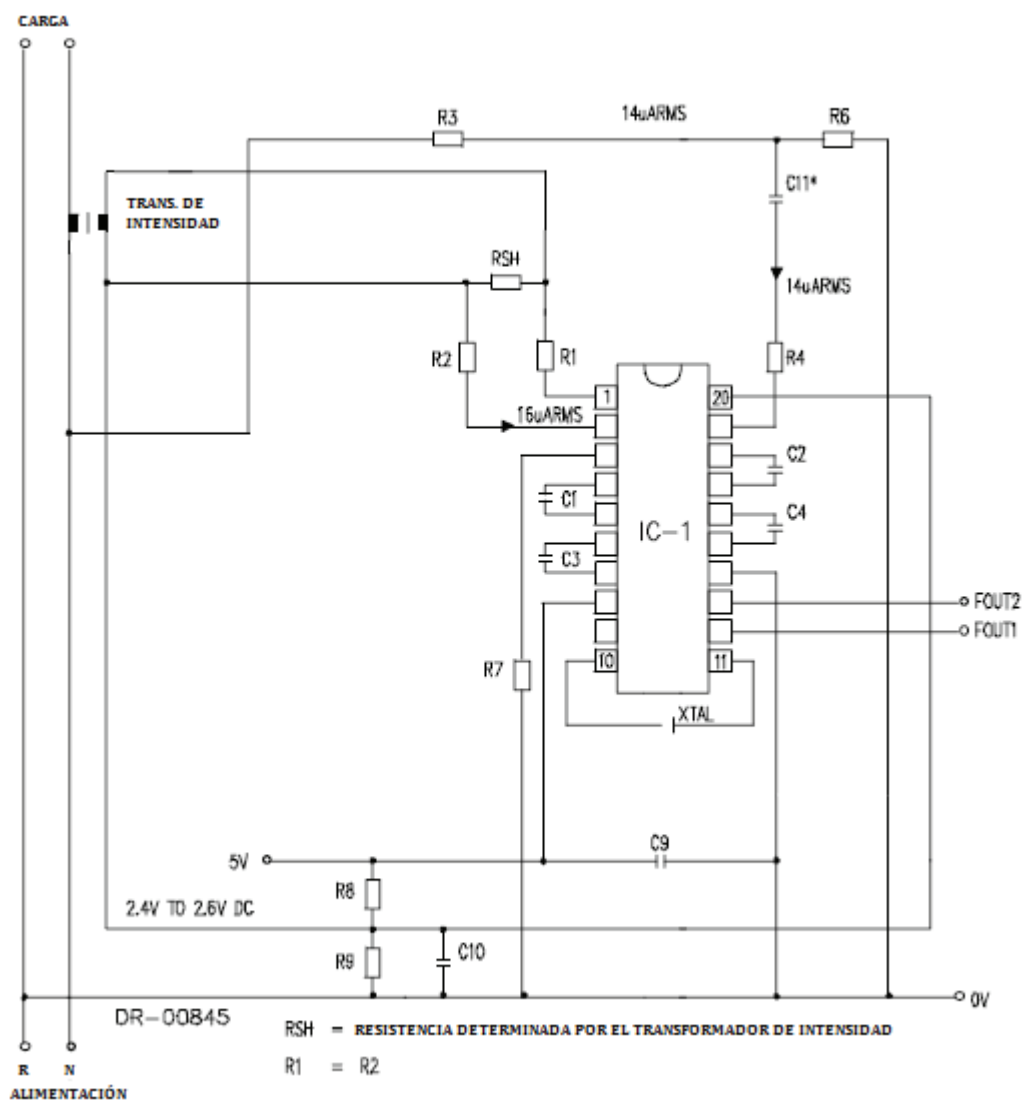 CARGA
R3
14uARMS
R6
C11*
TRANS. DE
INTENSIDAD
RSH
14uARMS
R2
R1
R4
1
20
16uARMS
C2
C1
C4
IC-1
C3
FOUT2
FOUT1
R7
10
11
XTAL
C9
5V
R8
2.4V TO 2.6V DC
R9
C10
0V
DR-00845
RSH = RESISTENCIA DETERMINADA POR EL TRANSFORMADOR DE INTENSIDAD
R1 = R2
R N
ALIMENTACIÓN